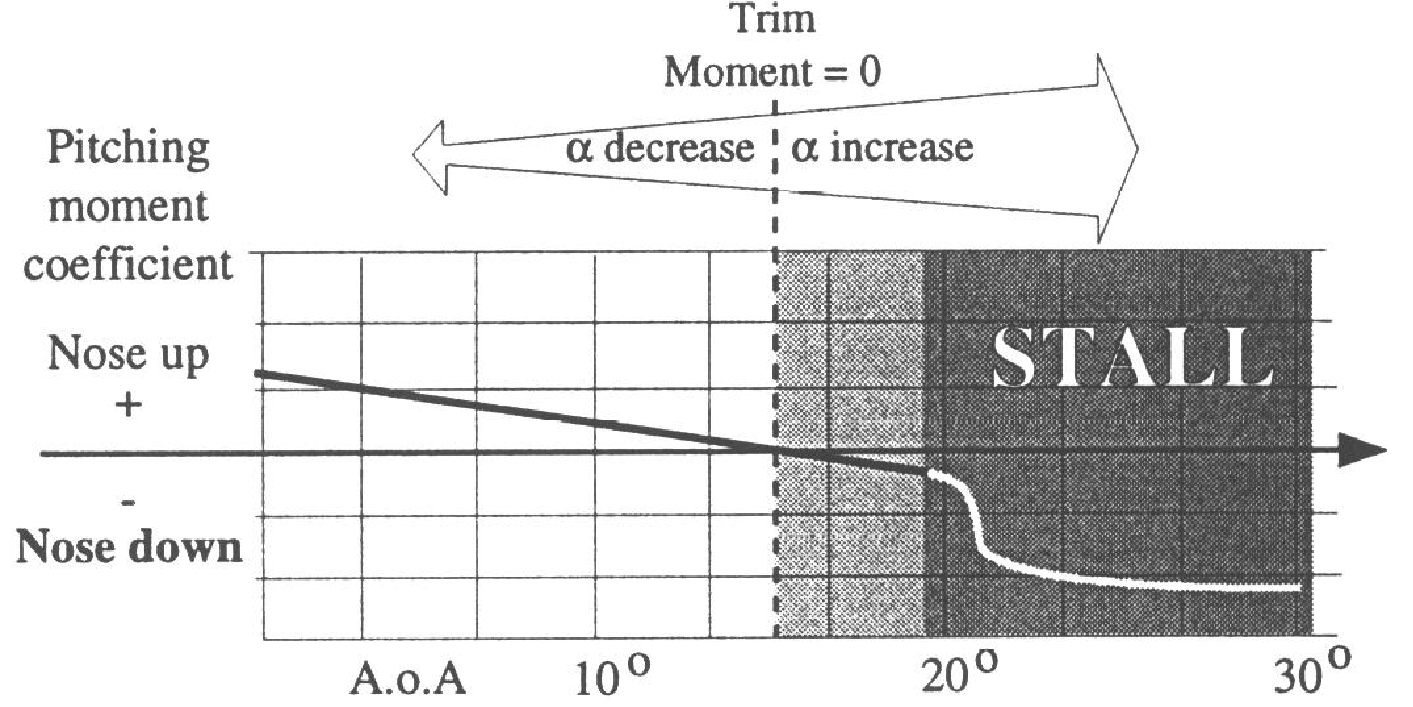 Trim
Moment = 0
α decrease
α increase
Pitching
moment
coefficient
Nose up
+
-
Nose down
STALL
A.o.A
10°
20°
30°